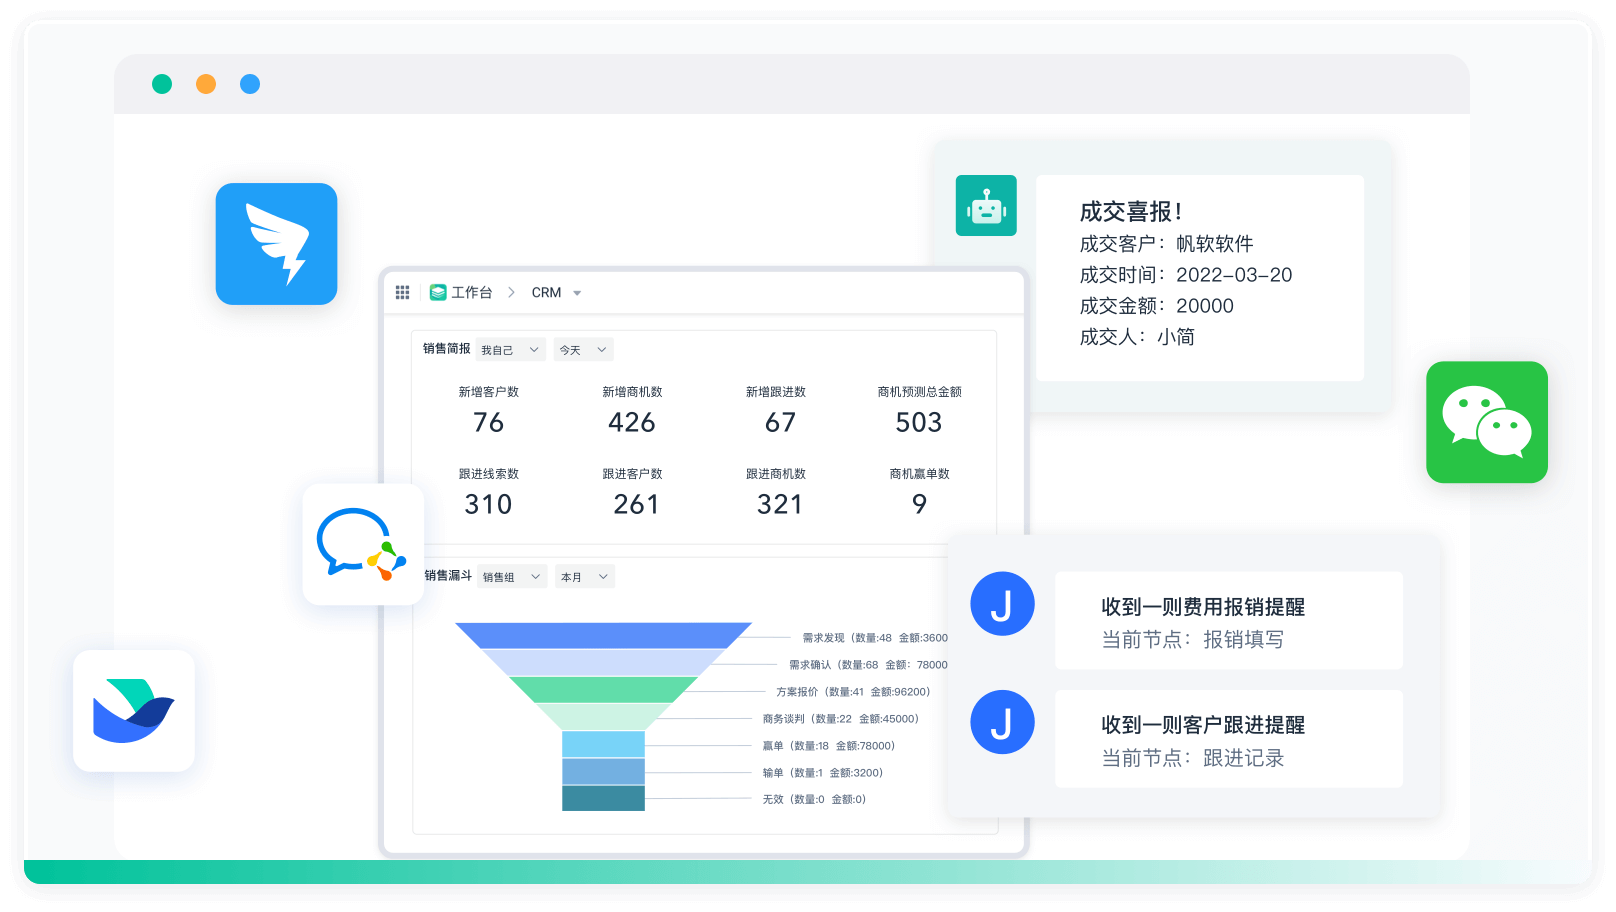 成交喜报！
成交客户：帆软软件
成交时间：2022-03-20
成交金额：20000
成交人：小简
工作台 CRM
销售简报 我自己 今天
新增客户数 新增商机数 新增跟进数 商机预测总金额
76 426 67 503
跟进线索数 跟进客户数 跟进商机数 商机赢单数
310 261 321 9
销售漏斗 销售组 本月
需求发现（数量:48 金额:3600
需求确认（数量:68 金额：78000
方案报价（数量:41 金额:96200）
商务谈判（数量:22 金额:45000）
赢单（数量:18 金额:78000）
输单（数量:1 金额:3200）
无效（数量:0 金额:0）
J
收到一则费用报销提醒
当前节点：报销填写
J
收到一则客户跟进提醒
当前节点：跟进记录